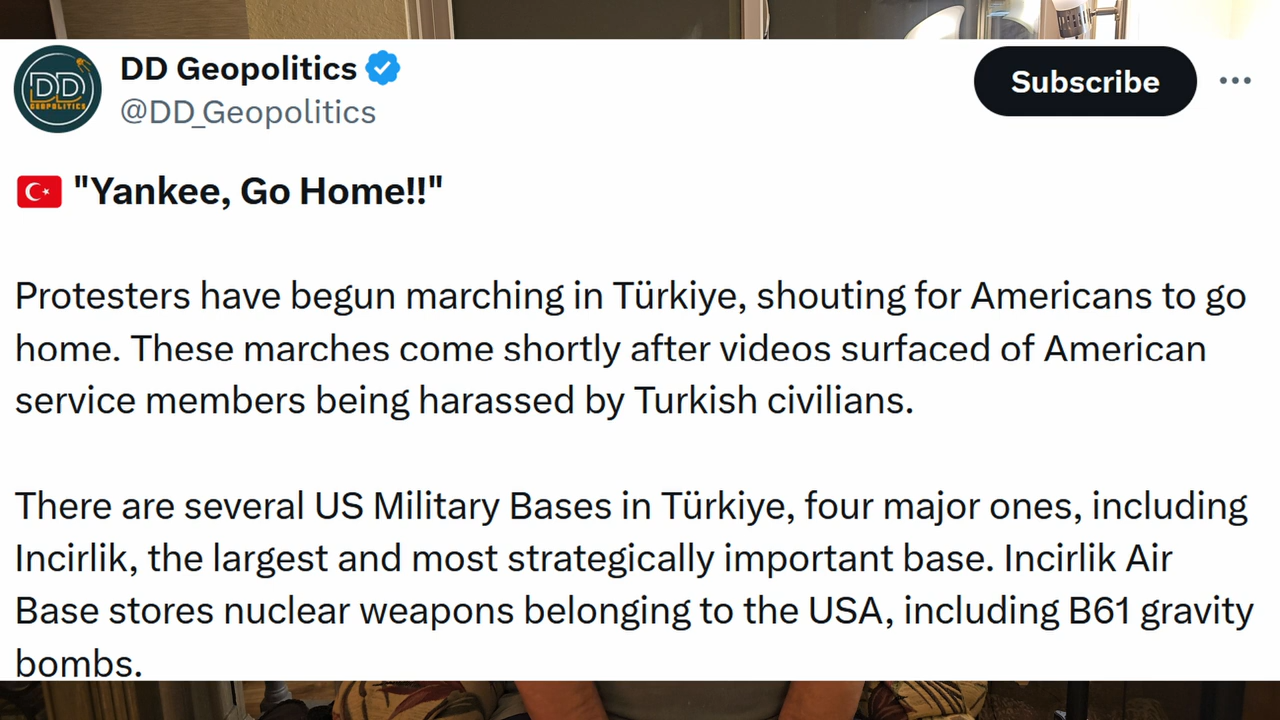 DD
GEOPOLITICS
DD Geopolitics
@DD_Geopolitics
Subscribe
"Yankee, Go Home!!"
Protesters have begun marching in Türkiye, shouting for Americans to go
home. These marches come shortly after videos surfaced of American
service members being harassed by Turkish civilians.
There are several US Military Bases in Türkiye, four major ones, including
Incirlik, the largest and most strategically important base. Incirlik Air
Base stores nuclear weapons belonging to the USA, including B61 gravity
bombs.